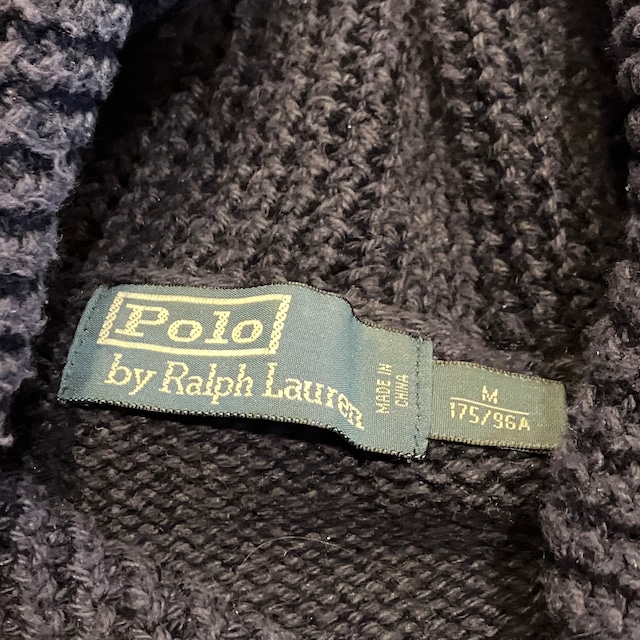 Polo
by Ralph Lauren
MADE IN
CHINA
M
175/96A